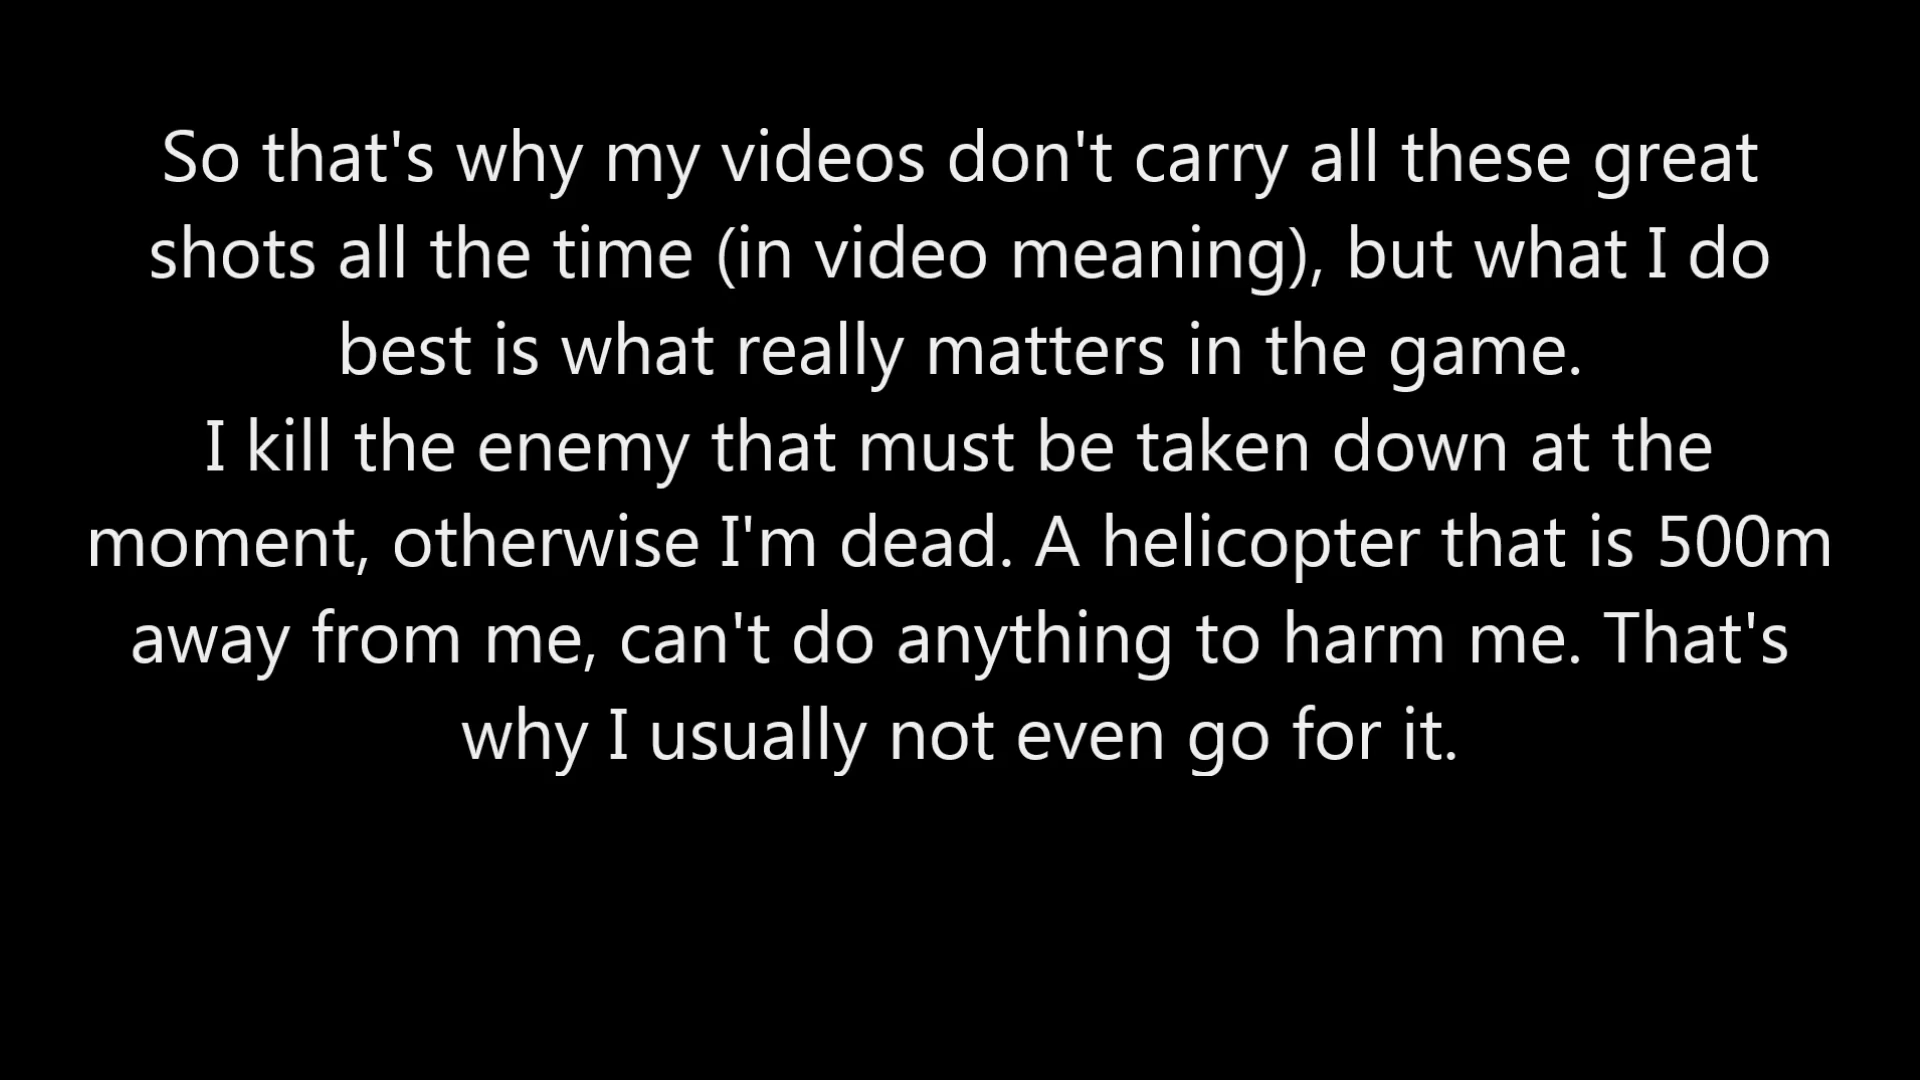 So that's why my videos don't carry all these great
shots all the time (in video meaning), but what I do
best is what really matters in the game.
I kill the enemy that must be taken down at the
moment, otherwise I'm dead. A helicopter that is 500m
away from me, can't do anything to harm me. That's
why I usually not even go for it.